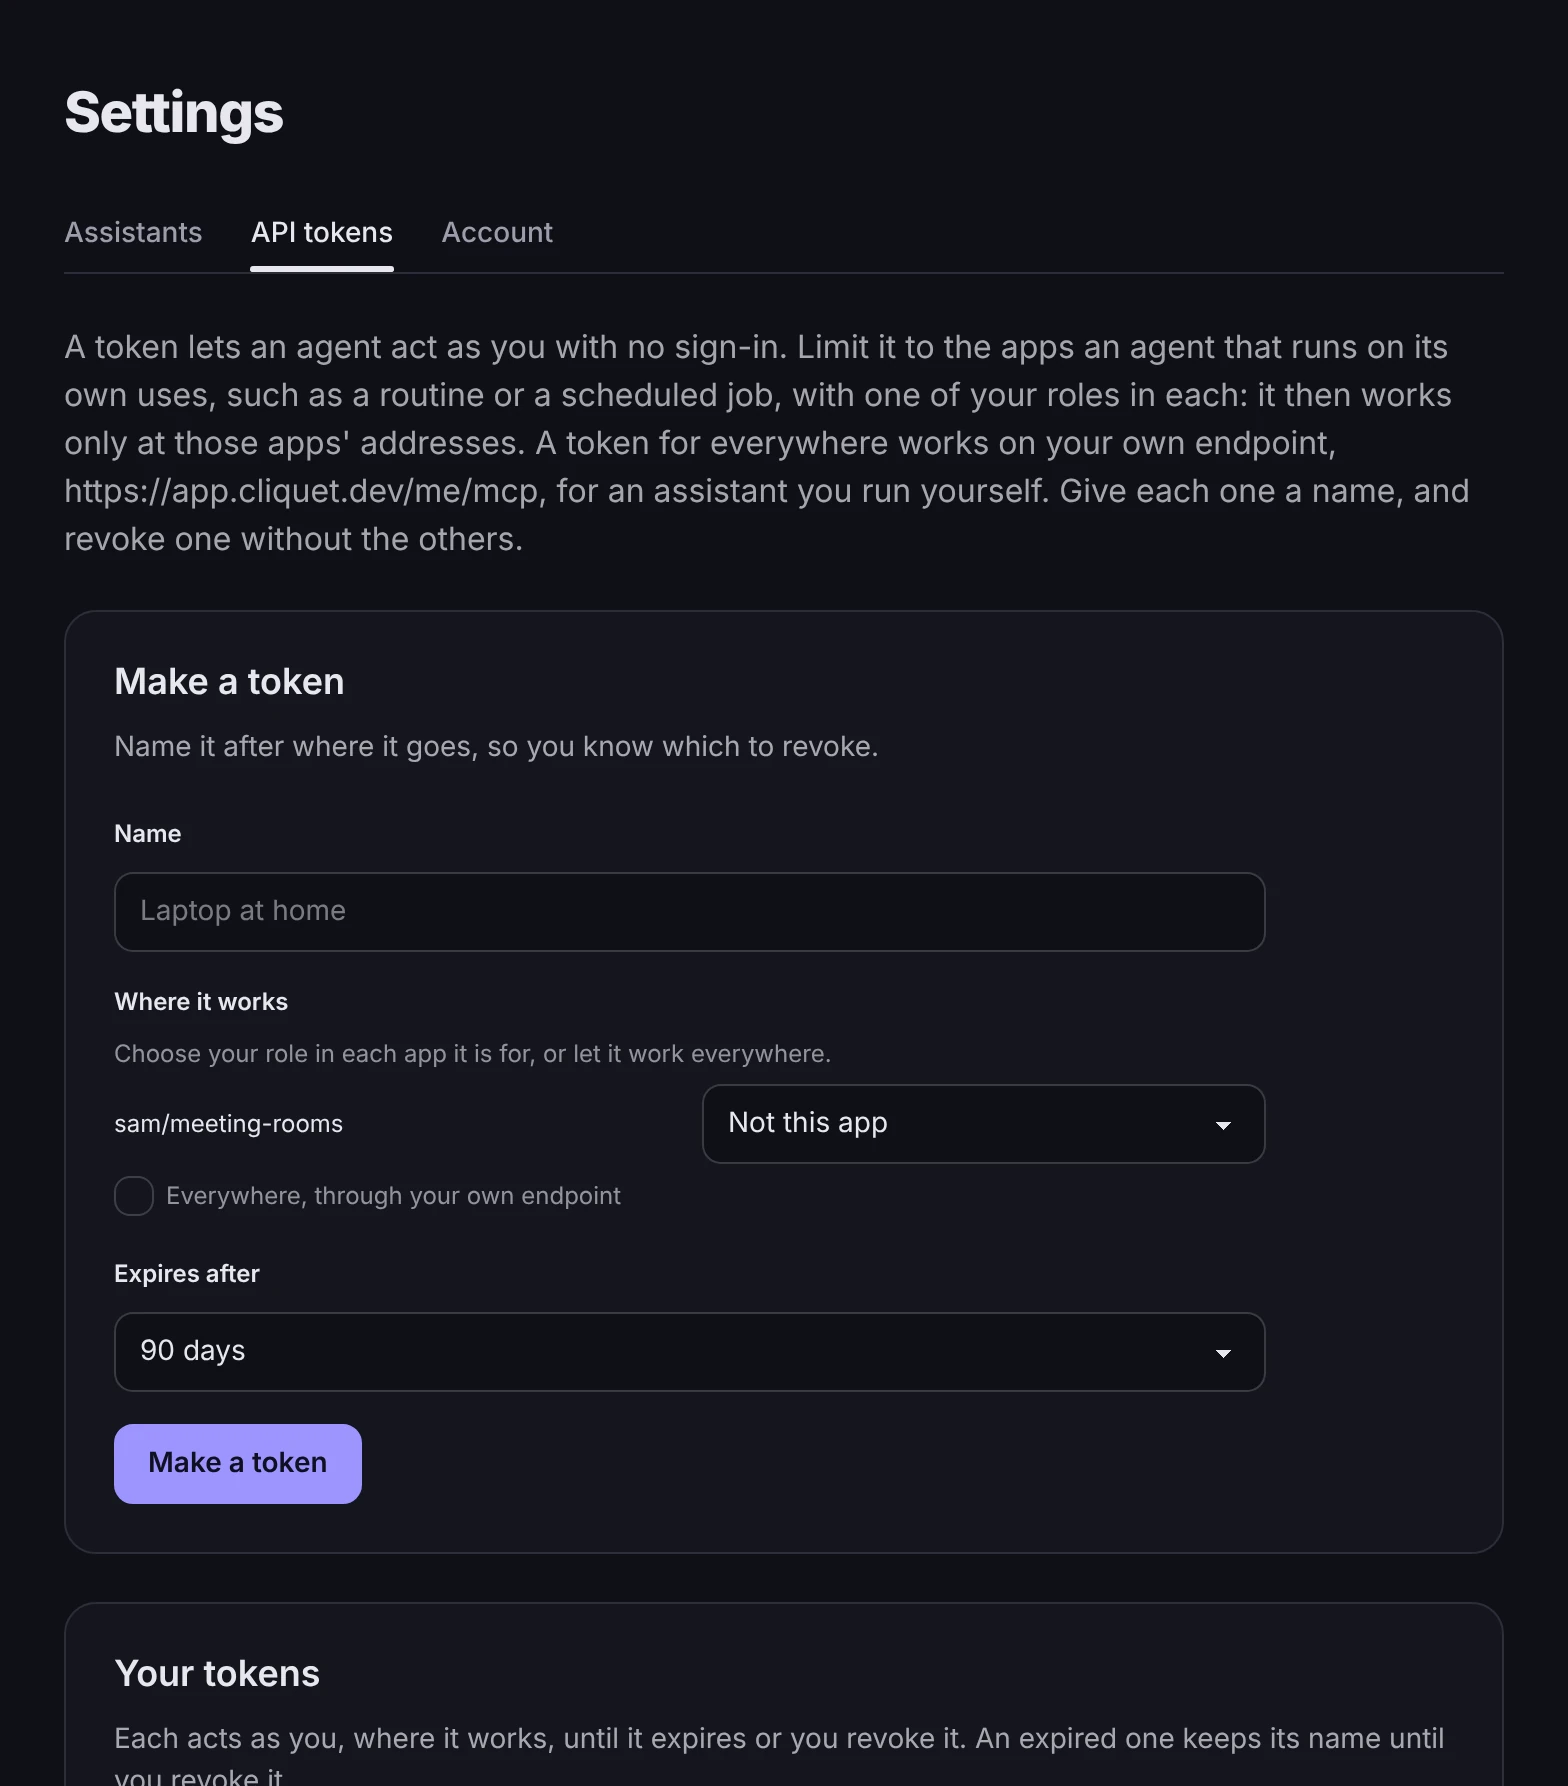 Settings
Assistants
API tokens
Account
A token lets an agent act as you with no sign-in. Limit it to the apps an agent that runs on its
own uses, such as a routine or a scheduled job, with one of your roles in each: it then works
only at those apps' addresses. A token for everywhere works on your own endpoint,
https://app.cliquet.dev/me/mcp, for an assistant you run yourself. Give each one a name, and
revoke one without the others.
Make a token
Name it after where it goes, so you know which to revoke.
Name
Laptop at home
Where it works
Choose your role in each app it is for, or let it work everywhere.
sam/meeting-rooms
Not this app
Everywhere, through your own endpoint
Expires after
90 days
Make a token
Your tokens
Each acts as you, where it works, until it expires or you revoke it. An expired one keeps its name until
you revoke it.